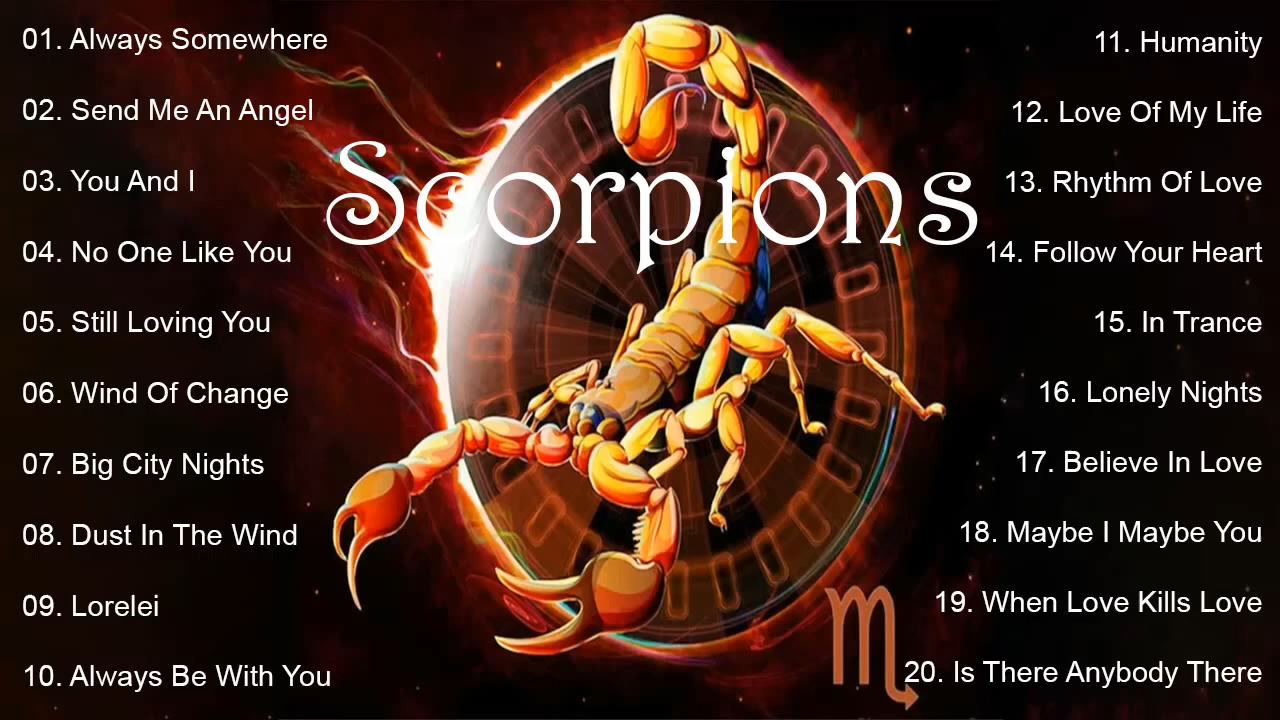 Scorpions
01. Always Somewhere
02. Send Me An Angel
03. You And I
04. No One Like You
05. Still Loving You
06. Wind Of Change
07. Big City Nights
08. Dust In The Wind
09. Lorelei
10. Always Be With You
11. Humanity
12. Love Of My Life
13. Rhythm Of Love
14. Follow Your Heart
15. In Trance
16. Lonely Nights
17. Believe In Love
18. Maybe I Maybe You
19. When Love Kills Love
20. Is There Anybody There